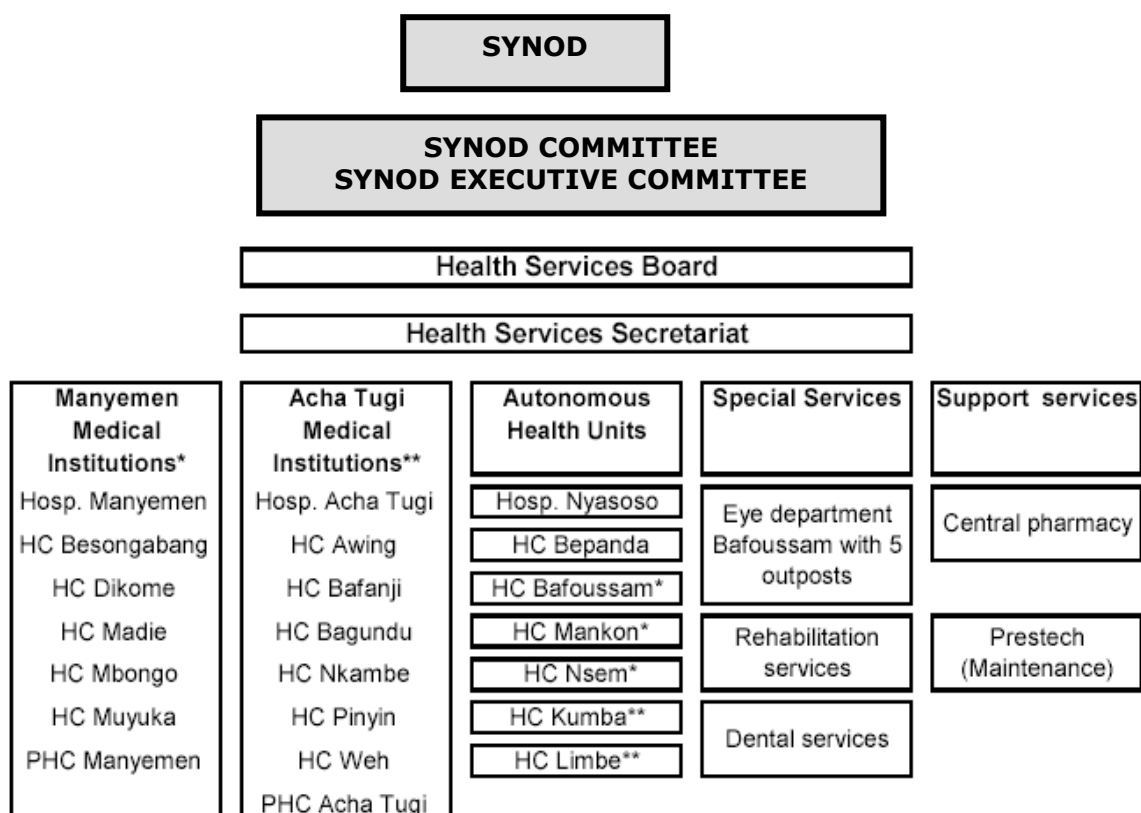 SYNOD
SYNOD COMMITTEE
SYNOD EXECUTIVE COMMITTEE
Health Services Board
Health Services Secretariat
Manyemen
Medical
Institutions*
Hosp. Manyemen
HC Besongabang
HC Dikome
HC Madie
HC Mbongo
HC Muyuka
PHC Manyemen
Acha Tugi
Medical
Institutions**
Hosp. Acha Tugi
HC Awing
HC Bafanji
HC Bagundu
HC Nkambe
HC Pinyin
HC Weh
PHC Acha Tugi
Autonomous
Health Units
Hosp. Nyasoso
HC Bepanda
HC Bafoussam*
HC Mankon*
HC Nsem*
HC Kumba**
HC Limbe**
Special Services
Eye department
Bafoussam with 5
outposts
Rehabilitation
services
Dental services
Support services
Central pharmacy
Prestech
(Maintenance)